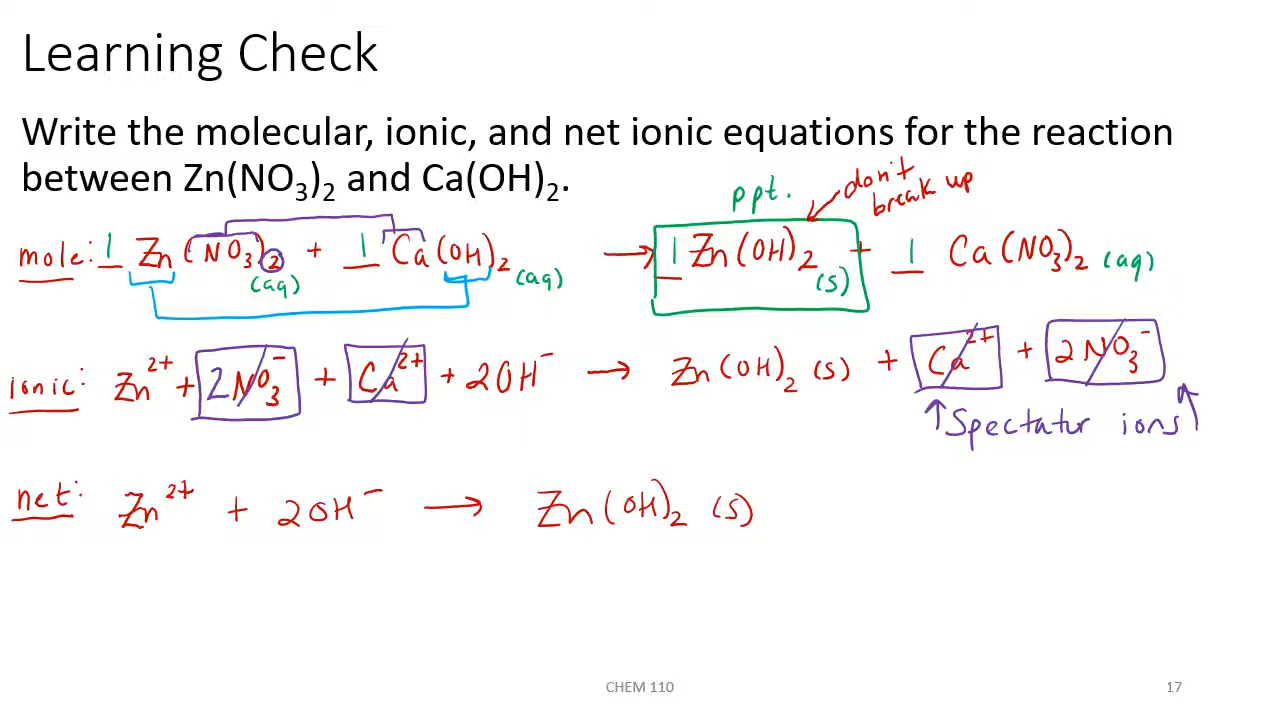 Learning Check
Write the molecular, ionic, and net ionic equations for the reaction
between Zn(NO₃)₂ and Ca(OH)₂.
ppt.
don't
break up
mole: 1 Zn(NO₃)₂ (aq) + 1 Ca(OH)₂ (aq) → 1 Zn(OH)₂ (s) + 1 Ca(NO₃)₂ (aq)
ionic: Zn²⁺ + 2NO₃⁻ + Ca²⁺ + 2OH⁻ → Zn(OH)₂ (s) + Ca²⁺ + 2NO₃⁻
↑Spectatur ions↑
net: Zn²⁺ + 2OH⁻ → Zn(OH)₂ (s)
CHEM 110
17